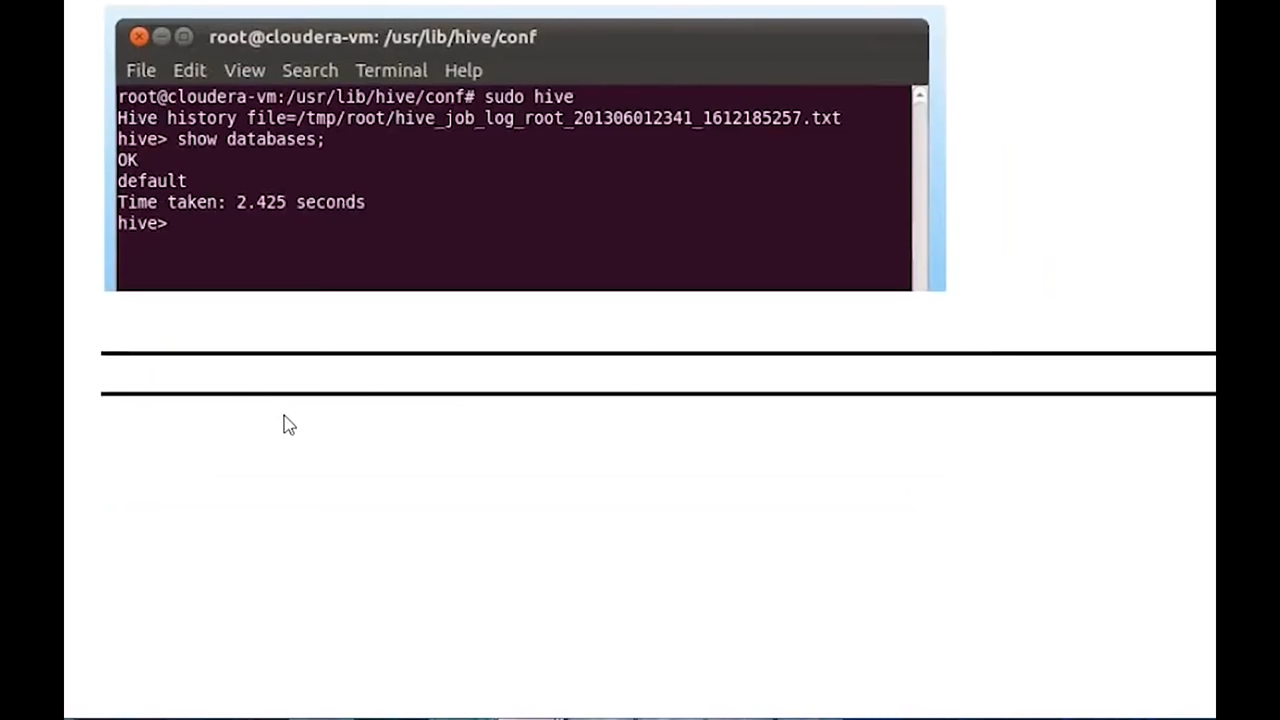 root@cloudera-vm: /usr/lib/hive/conf
File Edit View Search Terminal Help
root@cloudera-vm:/usr/lib/hive/conf# sudo hive
Hive history file=/tmp/root/hive_job_log_root_201306012341_1612185257.txt
hive> show databases;
OK
default
Time taken: 2.425 seconds
hive>